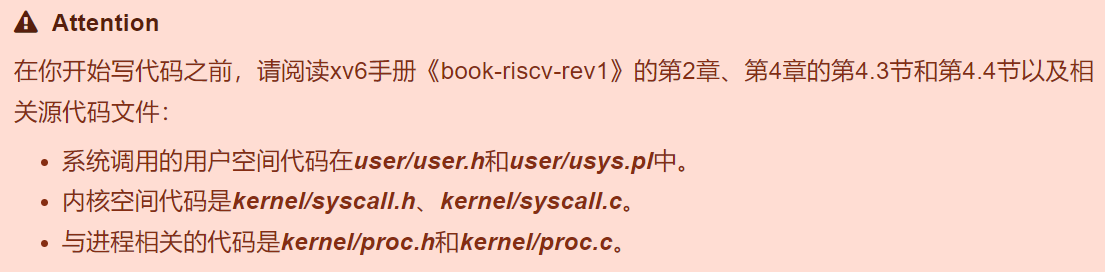 Attention
在你开始写代码之前，请阅读xv6手册《book-riscv-rev1》的第2章、第4章的第4.3节和第4.4节以及相
关源代码文件：
• 系统调用的用户空间代码在user/user.h和user/usys.pl中。
• 内核空间代码是kernel/syscall.h、kernel/syscall.c。
• 与进程相关的代码是kernel/proc.h和kernel/proc.c。